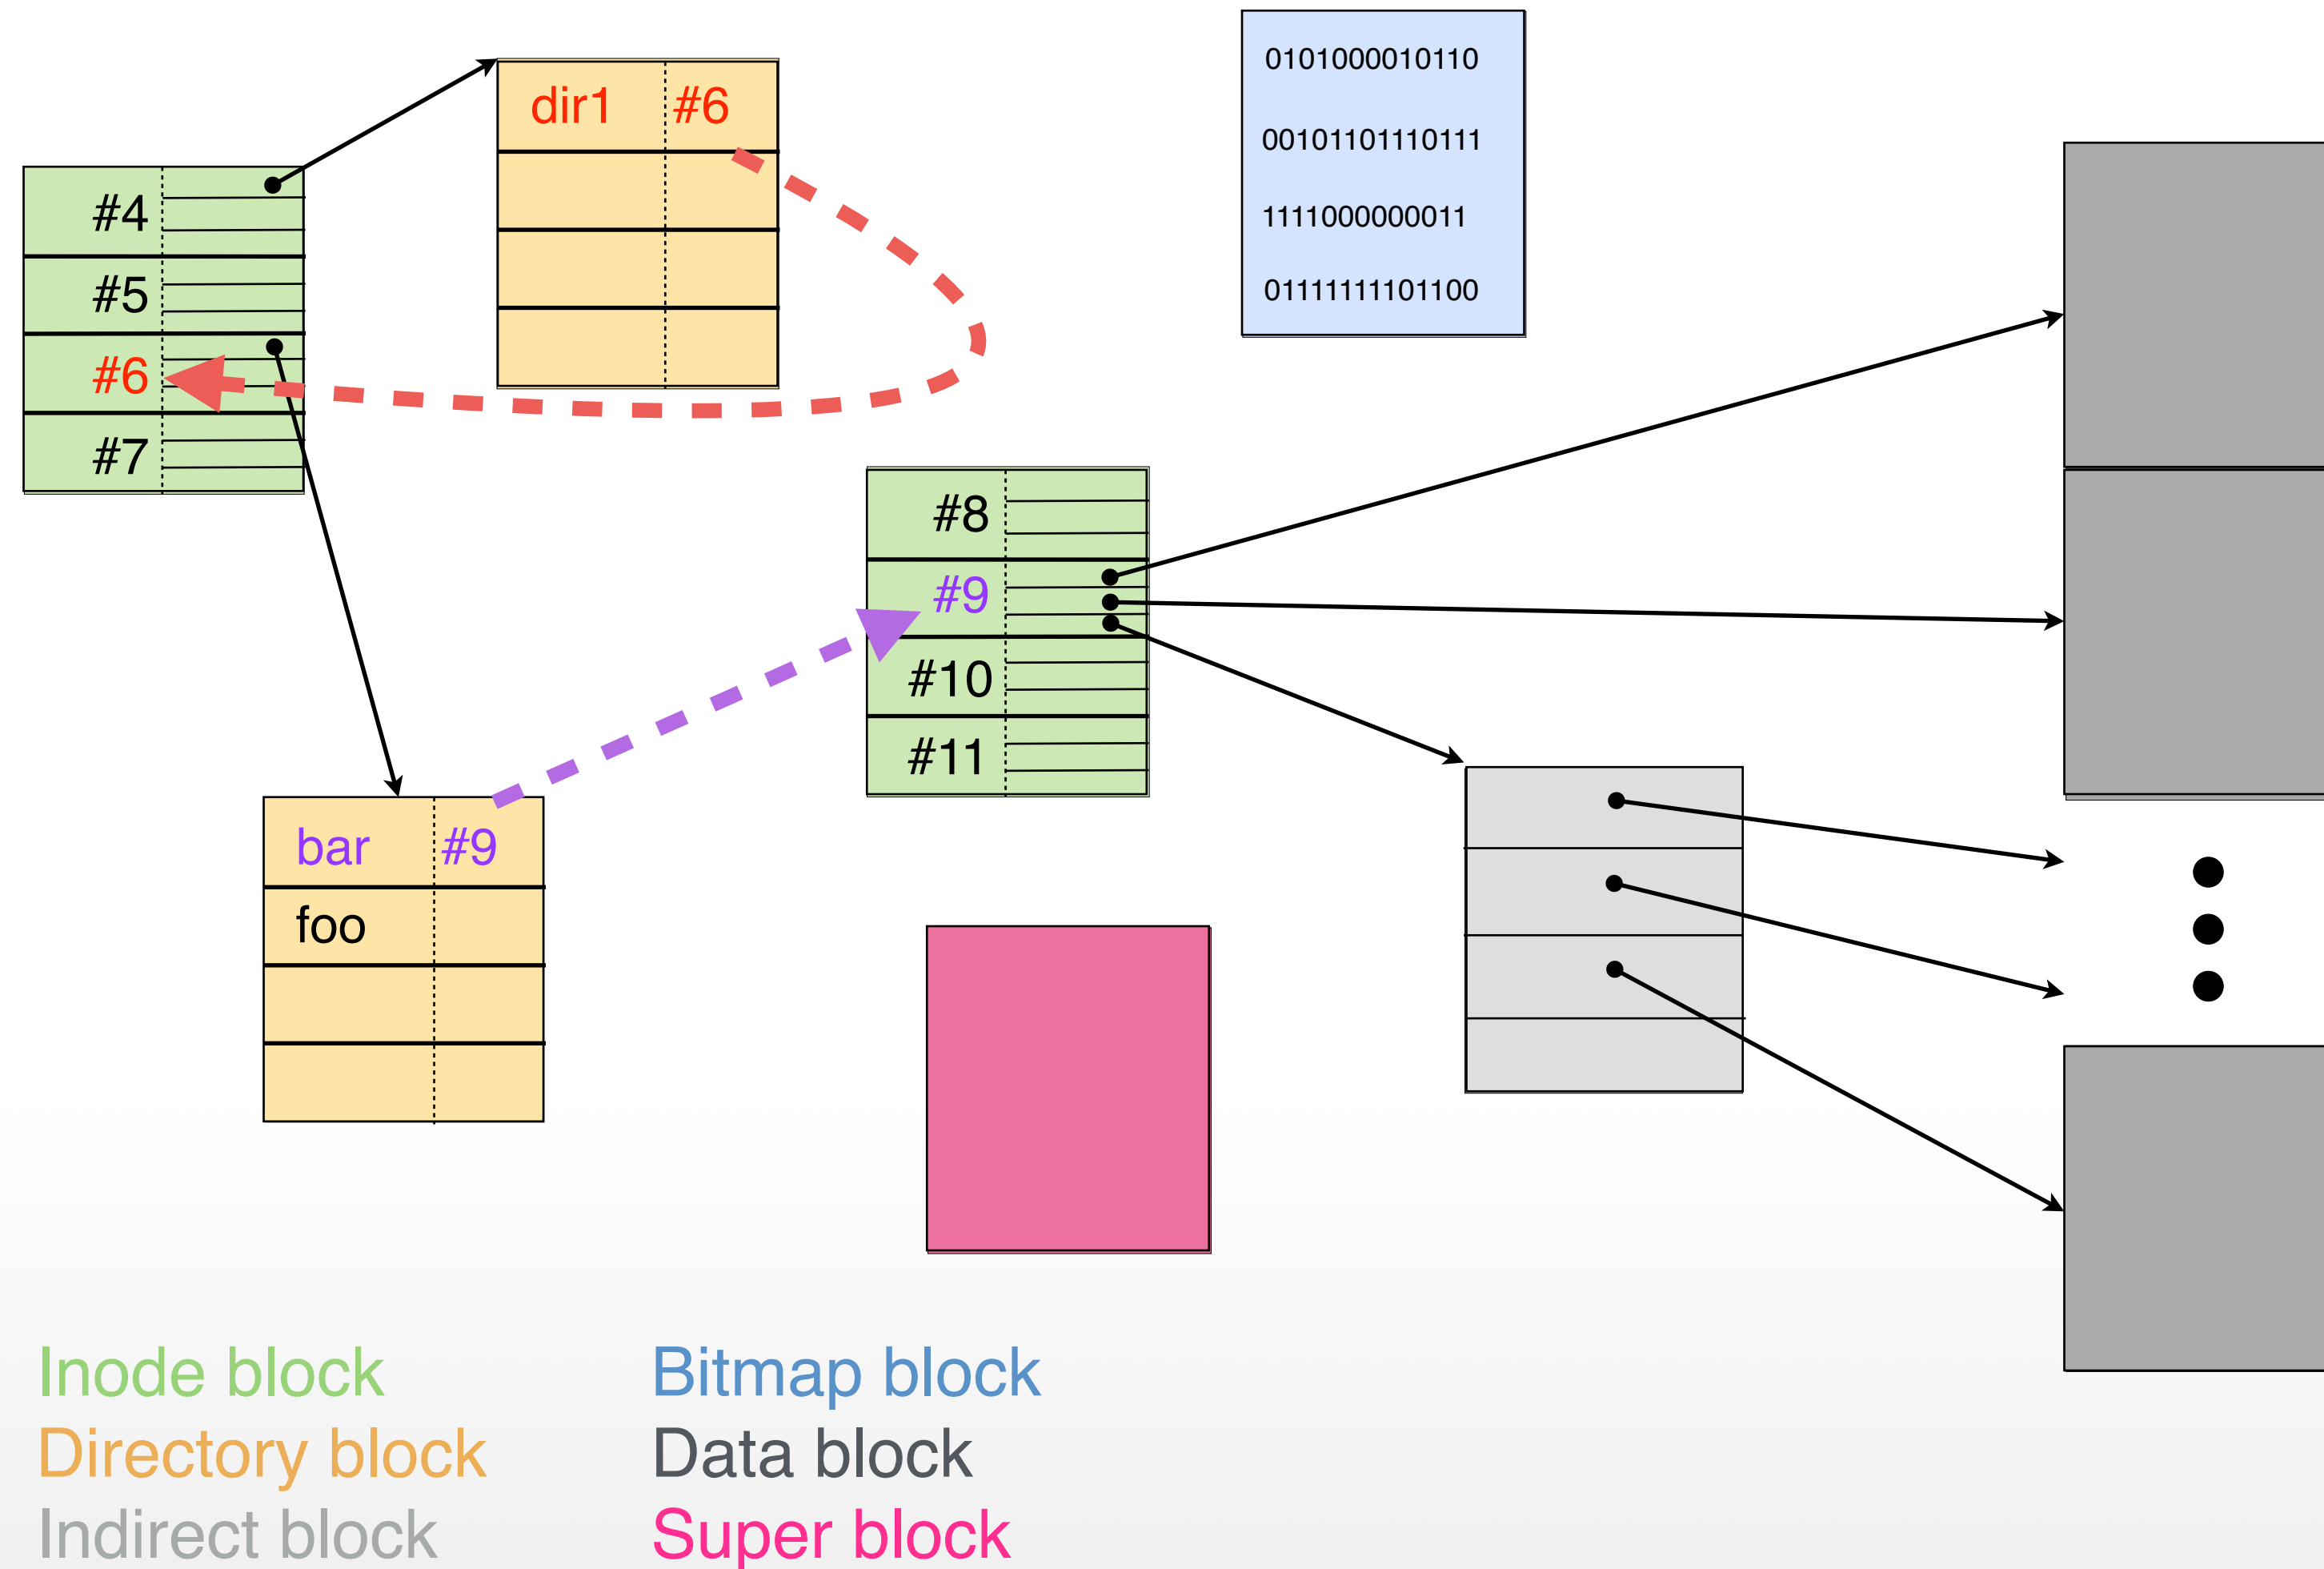 dir1 #6
#4
#5
#6
#7
0101000010110
00101101110111
1111000000011
01111111101100
#8
#9
#10
#11
bar #9
foo
Inode block
Directory block
Indirect block
Bitmap block
Data block
Super block